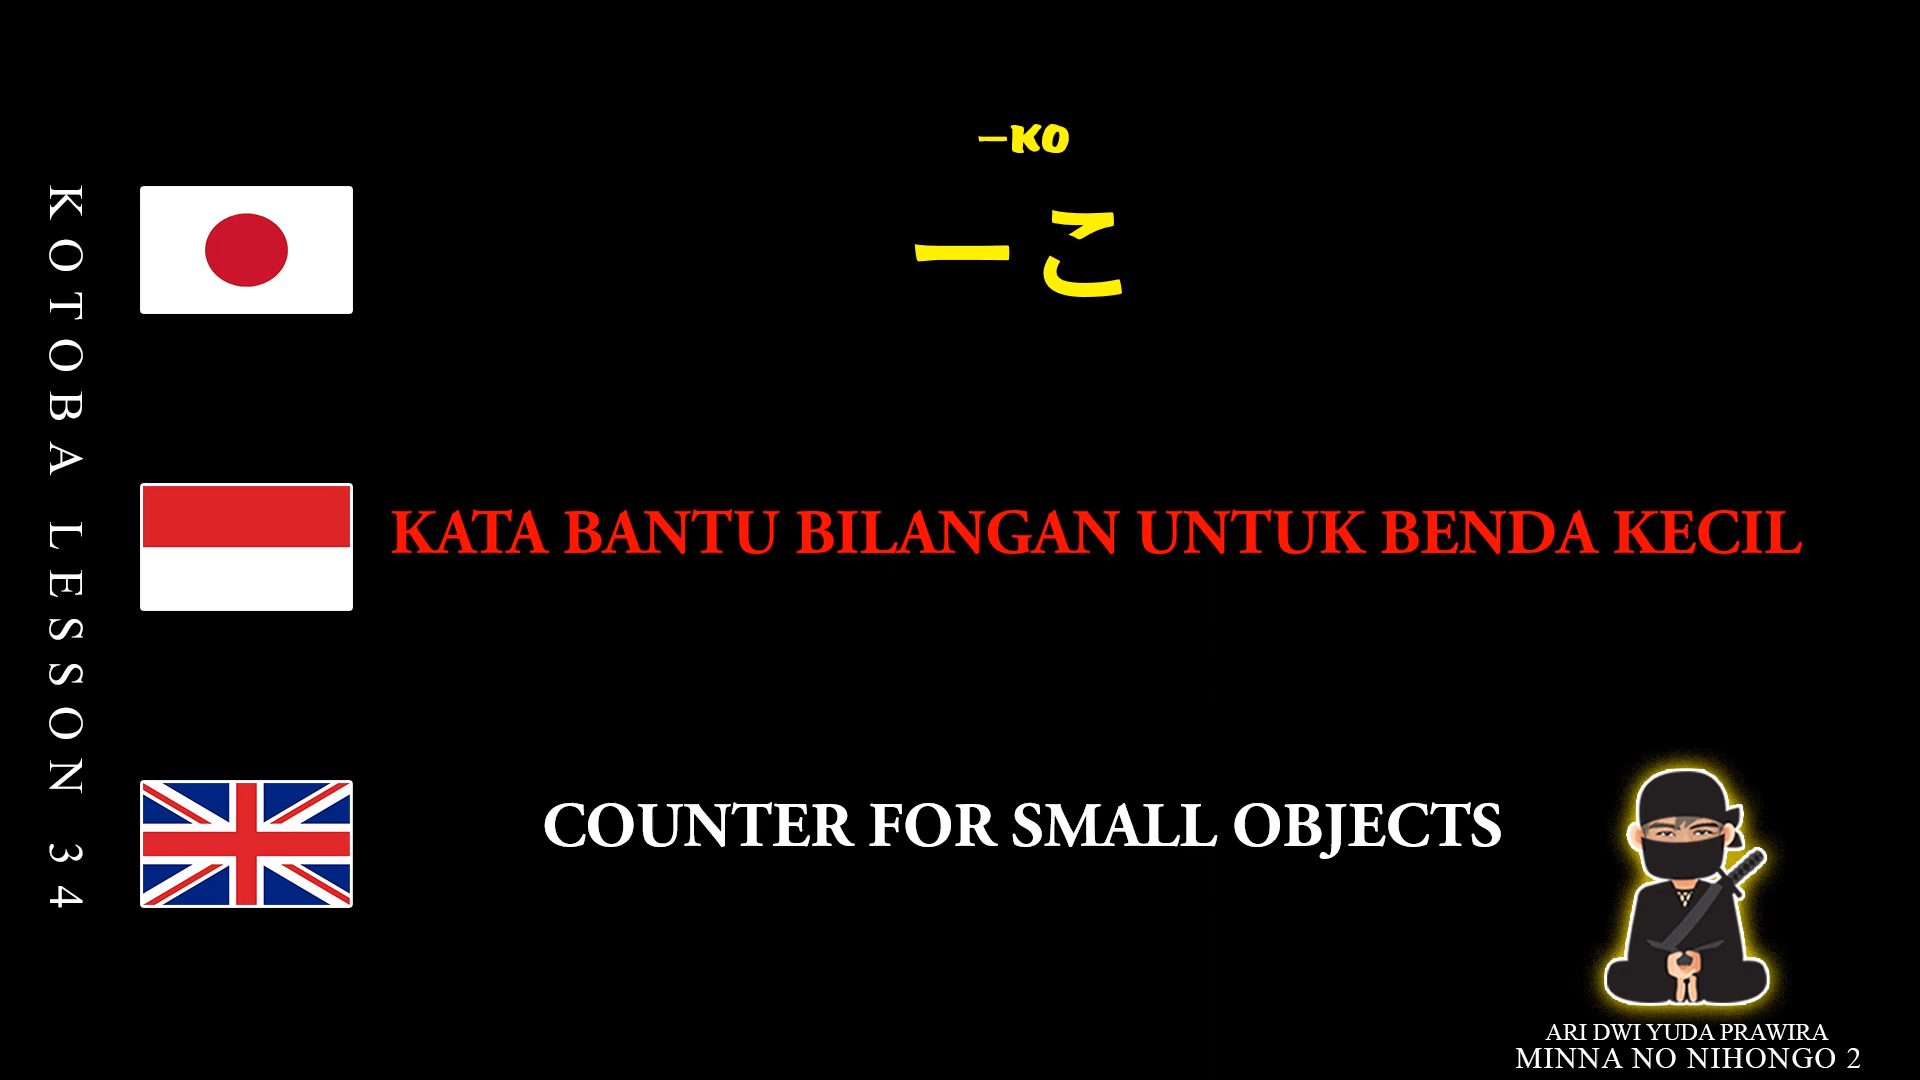 KOTOBA LESSON 34
–KO
ーこ
KATA BANTU BILANGAN UNTUK BENDA KECIL
COUNTER FOR SMALL OBJECTS
ARI DWI YUDA PRAWIRA
MINNA NO NIHONGO 2